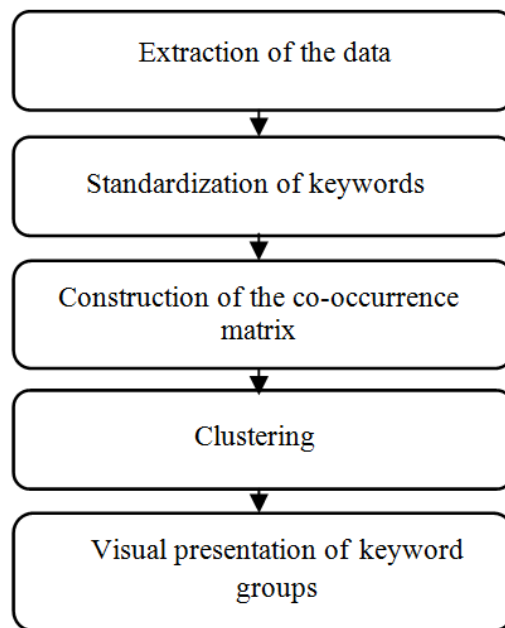 Extraction of the data
Standardization of keywords
Construction of the co-occurrence
matrix
Clustering
Visual presentation of keyword
groups